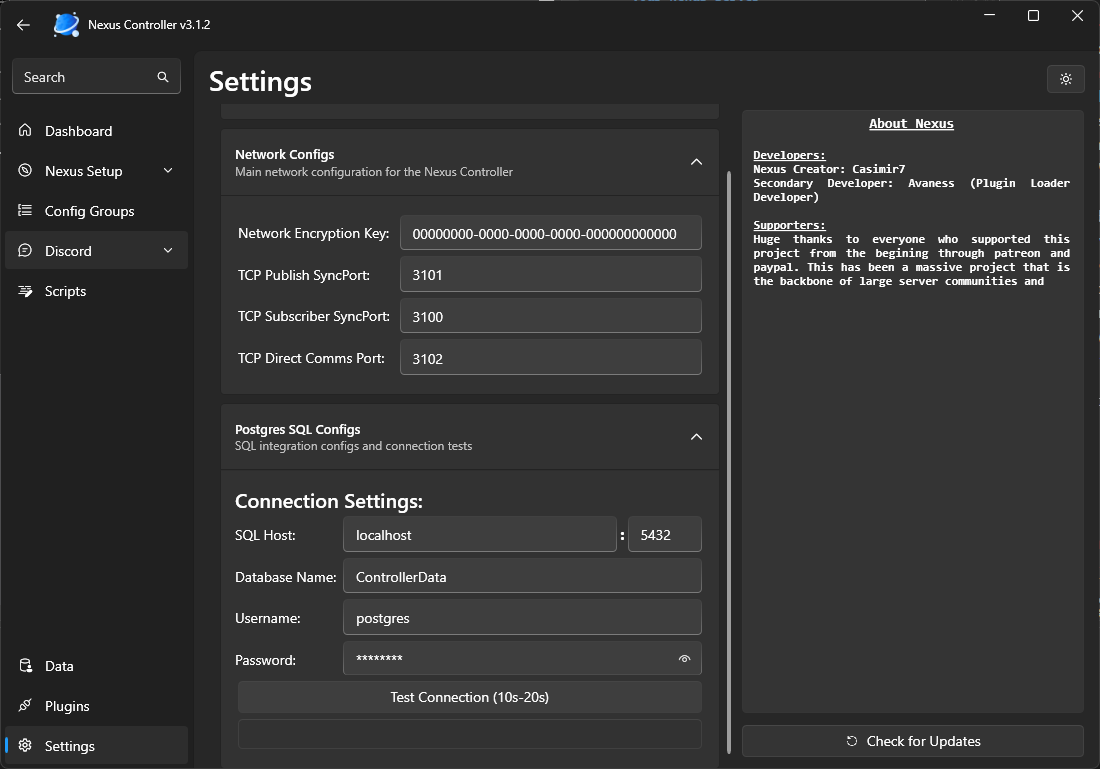 Nexus Controller v3.1.2
Search
Dashboard
Nexus Setup
Config Groups
Discord
Scripts
Data
Plugins
Settings
Settings
Network Configs
Main network configuration for the Nexus Controller
Network Encryption Key: 00000000-0000-0000-0000-000000000000
TCP Publish SyncPort: 3101
TCP Subscriber SyncPort: 3100
TCP Direct Comms Port: 3102
Postgres SQL Configs
SQL integration configs and connection tests
Connection Settings:
SQL Host: localhost : 5432
Database Name: ControllerData
Username: postgres
Password: ********
Test Connection (10s-20s)
About Nexus
Developers:
Nexus Creator: Casimir7
Secondary Developer: Avaness (Plugin Loader
Developer)
Supporters:
Huge thanks to everyone who supported this
project from the begining through patreon and
paypal. This has been a massive project that is
the backbone of large server communities and
Check for Updates